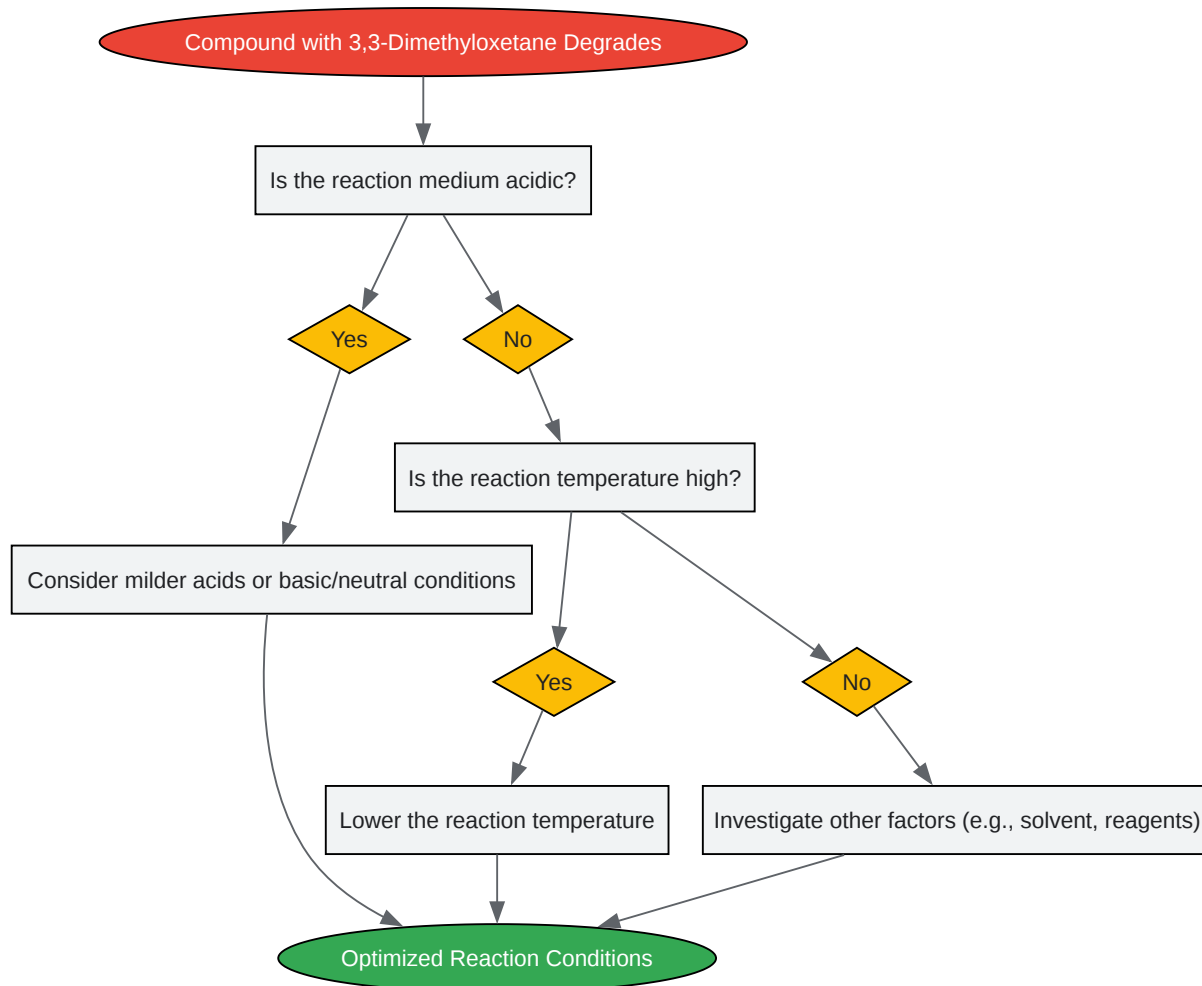 Compound with 3,3-Dimethyloxetane Degrades
Is the reaction medium acidic?
Yes
No
Is the reaction temperature high?
Consider milder acids or basic/neutral conditions
Yes
No
Lower the reaction temperature
Investigate other factors (e.g., solvent, reagents)
Optimized Reaction Conditions